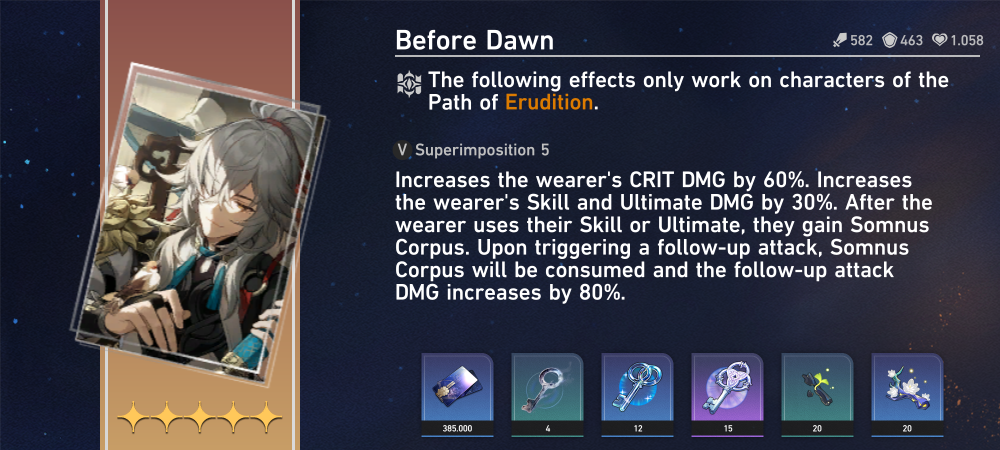 Before Dawn
582 463 1.058
The following effects only work on characters of the
Path of Erudition.
V Superimposition 5
Increases the wearer's CRIT DMG by 60%. Increases
the wearer's Skill and Ultimate DMG by 30%. After the
wearer uses their Skill or Ultimate, they gain Somnus
Corpus. Upon triggering a follow-up attack, Somnus
Corpus will be consumed and the follow-up attack
DMG increases by 80%.
385.000 4 12 15 20 20